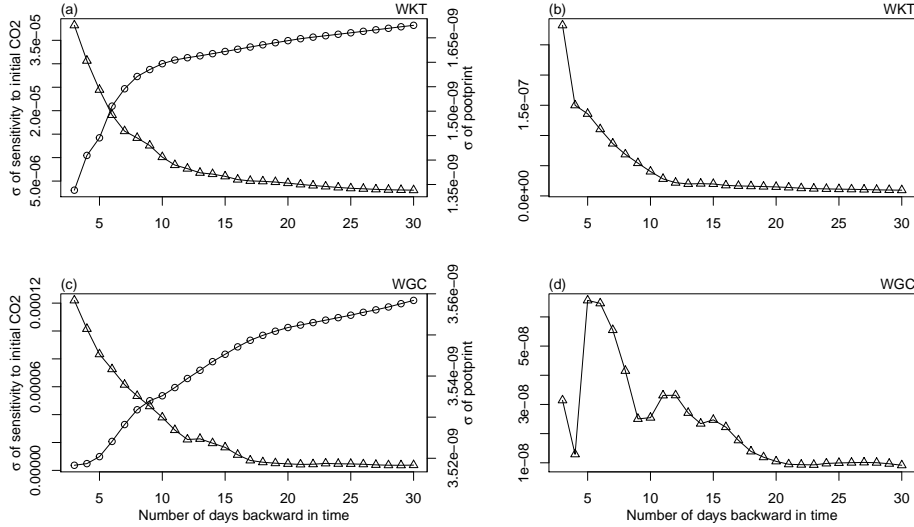 (a)
WKT
σ of sensitivity to initial CO2
5.0e−06
2.0e−05
3.5e−05
1.35e−09
1.50e−09
1.65e−09
σ of pootprint
5 10 15 20 25 30
(b)
WKT
0.0e+00
1.5e−07
5 10 15 20 25 30
(c)
WGC
σ of sensitivity to initial CO2
0.00000
0.00006
0.00012
3.52e−09
3.54e−09
3.56e−09
σ of pootprint
5 10 15 20 25 30
Number of days backward in time
(d)
WGC
1e−08
3e−08
5e−08
5 10 15 20 25 30
Number of days backward in time